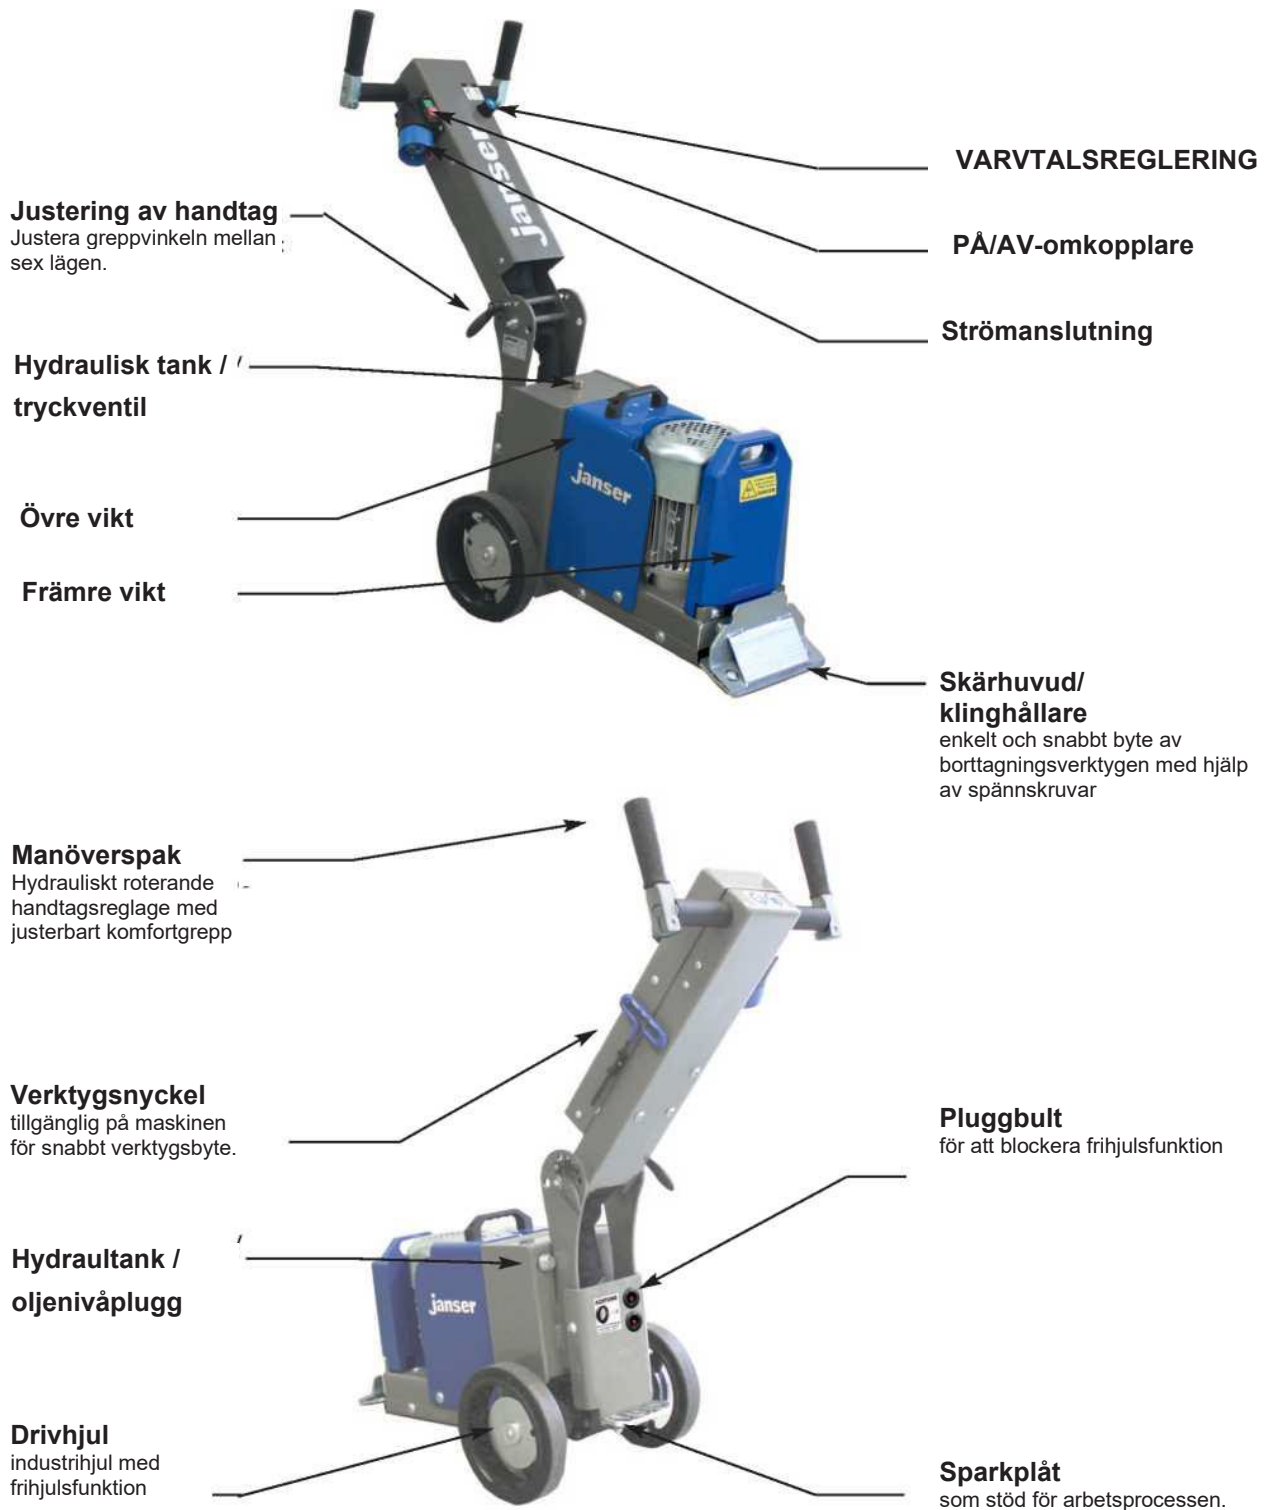 VARVTALSREGLERING
Justering av handtag
Justera greppvinkeln mellan
sex lägen.
PÅ/AV-omkopplare
Strömanslutning
Hydraulisk tank /
tryckventil
Övre vikt
Främre vikt
janser
janser
Skärhuvud/
klinghållare
enkelt och snabbt byte av
borttagningsverktygen med hjälp
av spännskruvar
Manöverspak
Hydrauliskt roterande
handtagsreglage med
justerbart komfortgrepp
Verktygsnyckel
tillgänglig på maskinen
för snabbt verktygsbyte.
Pluggbult
för att blockera frihjulsfunktion
Hydraultank /
oljenivåplugg
janser
Drivhjul
industrihjul med
frihjulsfunktion
Sparkplåt
som stöd för arbetsprocessen.